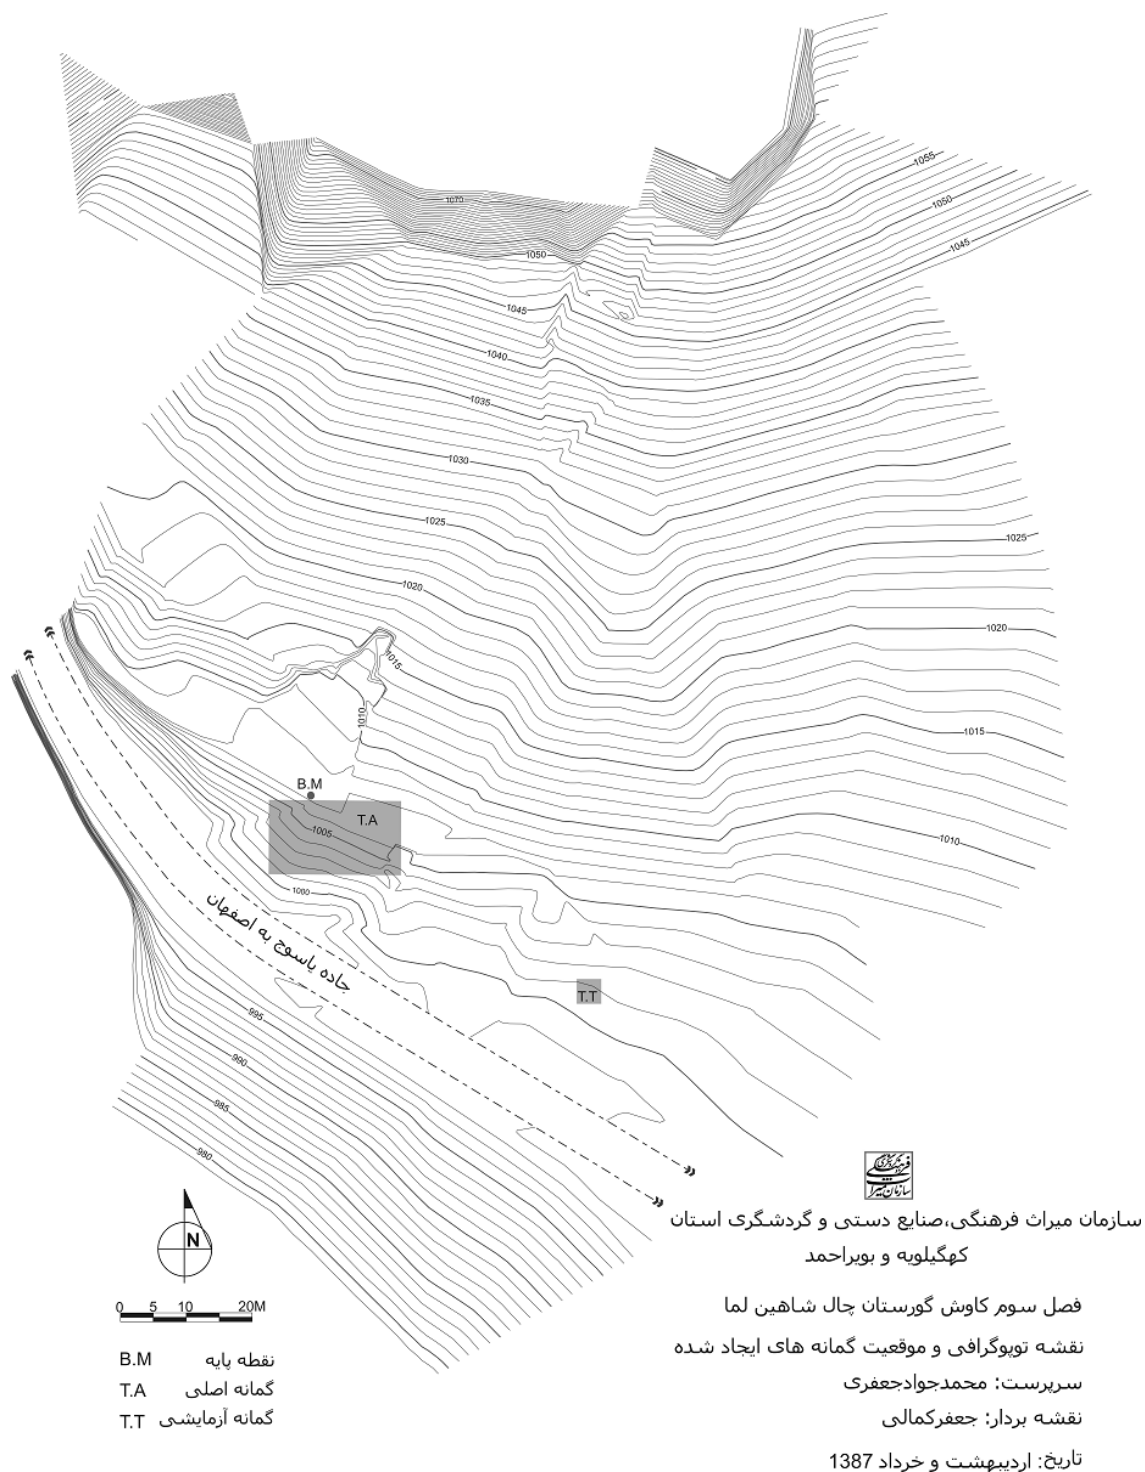 1055
1050
1045
1070
1050
1045
1040
1035
1030
1025
1025
1020
1020
1015
1015
1010
1010
B.M
T.A
1005
1000
جاده یاسوج به اصفهان
T.T
995
990
985
980
N
0 5 10 20M
B.M نقطه پایه
T.A گمانه اصلی
T.T گمانه آزمایشی
سازمان میراث فرهنگی،صنایع دستی و گردشگری استان
کهگیلویه و بویراحمد
فصل سوم کاوش گورستان چال شاهین لما
نقشه توپوگرافی و موقعیت گمانه های ایجاد شده
سرپرست: محمدجوادجعفری
نقشه بردار: جعفرکمالی
تاریخ: اردیبهشت و خرداد 1387